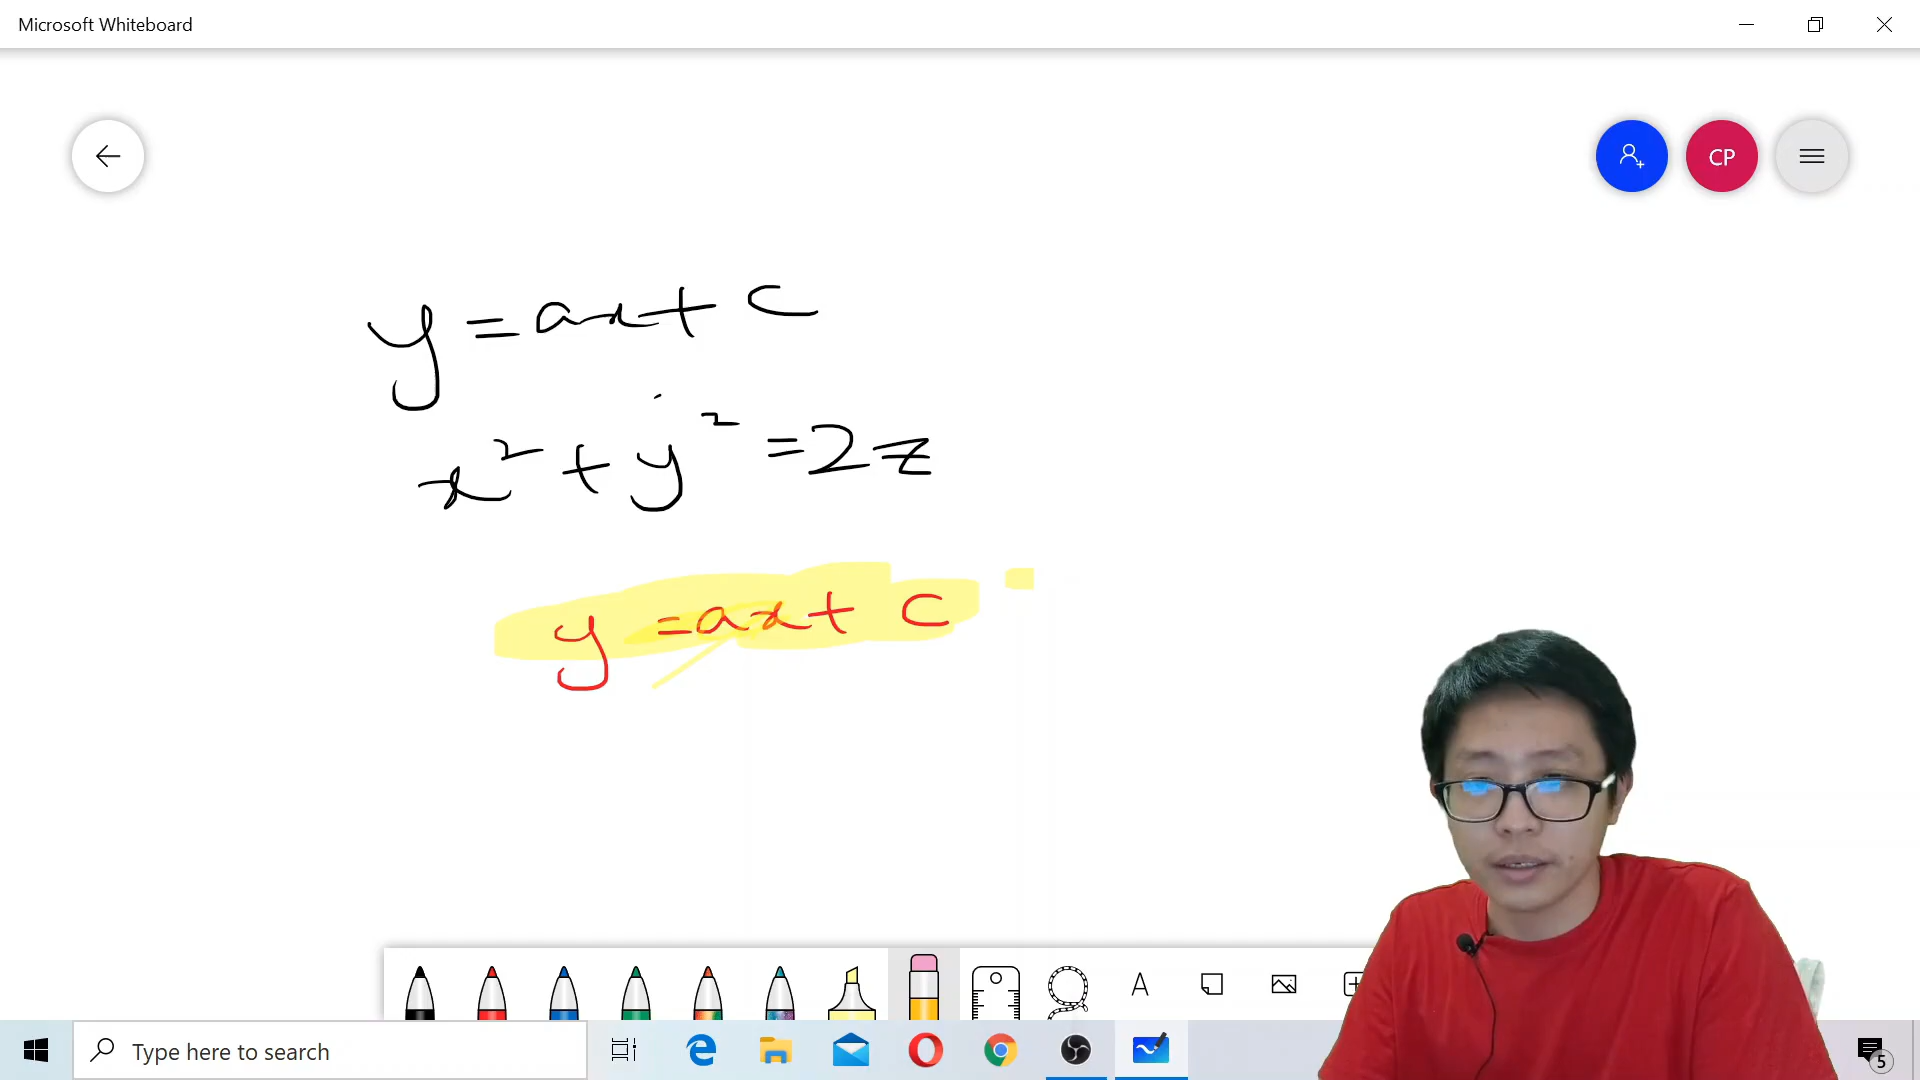 Microsoft Whiteboard
CP
y = ax + c
x² + y² = 2z
y = ax + c
A
Type here to search
5